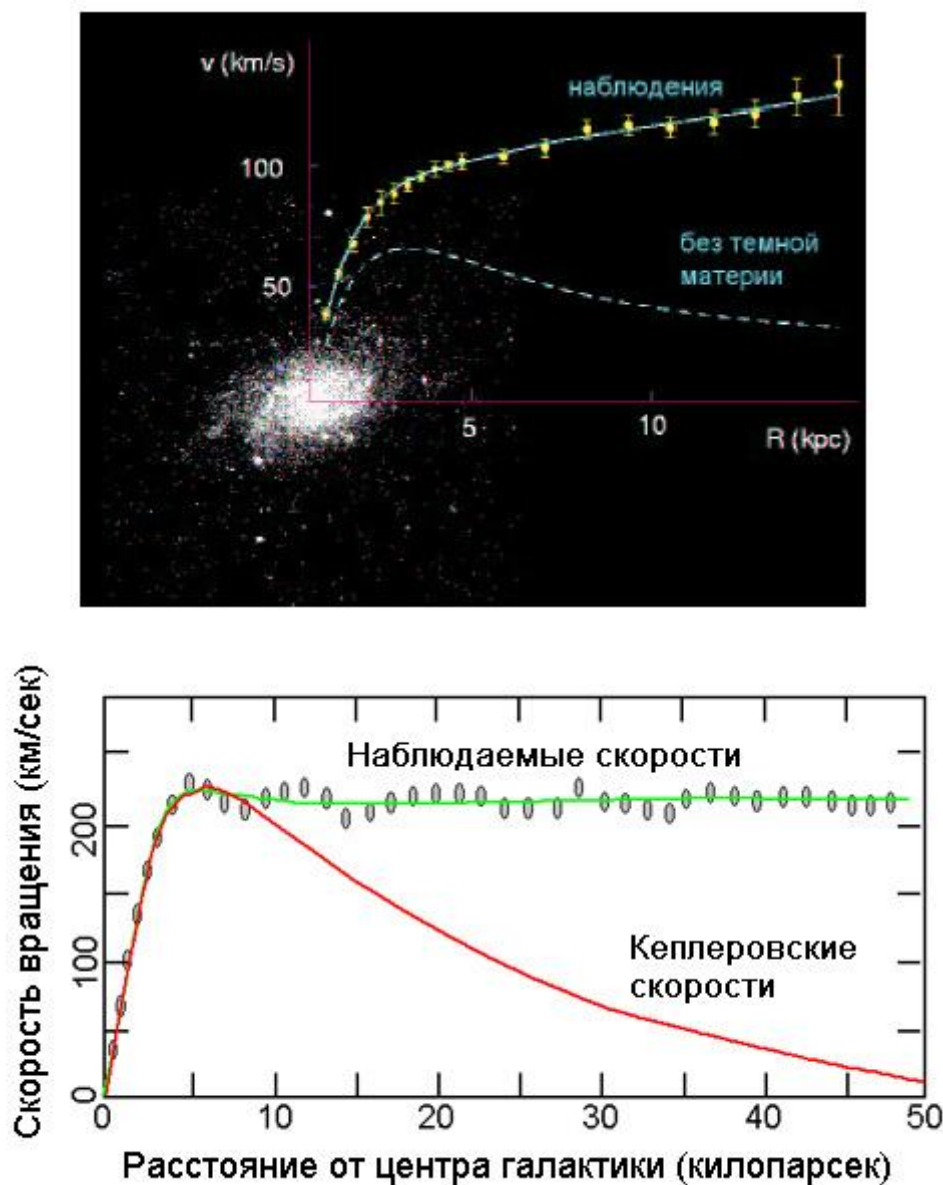 v (km/s)
наблюдения
100
без темной
материи
50
5
10
R (kpc)
Скорость вращения (км/сек)
Наблюдаемые скорости
200
Кеплеровские
скорости
100
0
0
10
20
30
40
50
Расстояние от центра галактики (килопарсек)